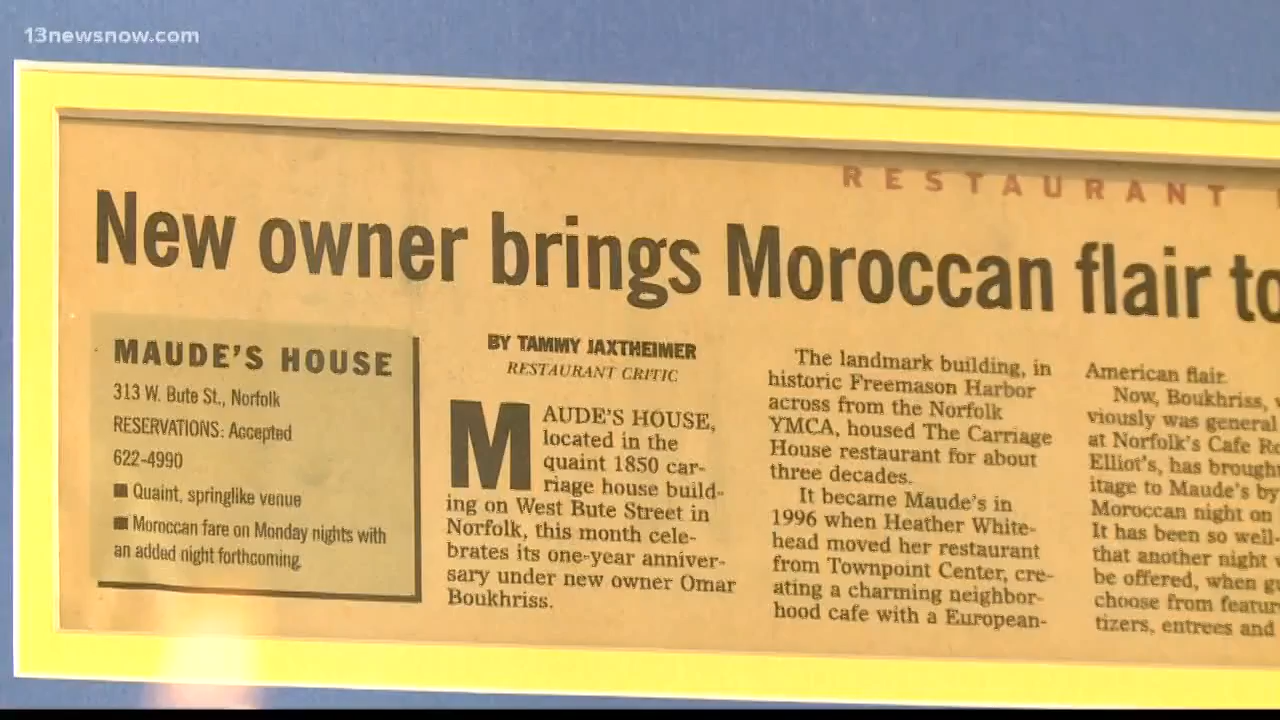 13newsnow.com
RESTAURANT
New owner brings Moroccan flair to
MAUDE'S HOUSE
313 W. Bute St., Norfolk
RESERVATIONS: Accepted
622-4990
■ Quaint, springlike venue
■ Moroccan fare on Monday nights with
an added night forthcoming.
BY TAMMY JAXTHEIMER
RESTAURANT CRITIC
MAUDE'S HOUSE,
located in the
quaint 1850 car-
riage house build-
ing on West Bute Street in
Norfolk, this month cele-
brates its one-year anniver-
sary under new owner Omar
Boukhriss.
The landmark building, in
historic Freemason Harbor
across from the Norfolk
YMCA, housed The Carriage
House restaurant for about
three decades.
It became Maude's in
1996 when Heather White-
head moved her restaurant
from Townpoint Center, cre-
ating a charming neighbor-
hood cafe with a European-
American flair.
Now, Boukhriss,
viously was general
at Norfolk's Cafe
Elliot's, has brought
itage to Maude's by
Moroccan night on
It has been so well-
that another night
be offered, when
choose from
tizers, entrees and